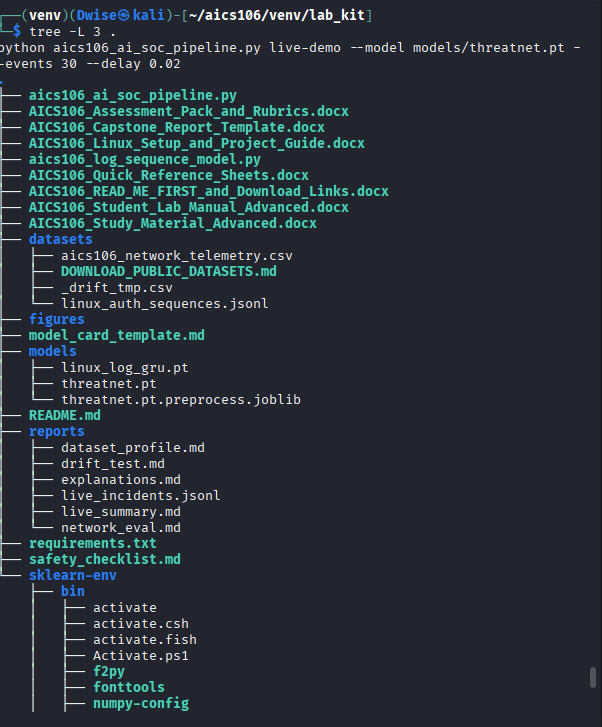 ┌──(venv)(Dwise㉿kali)-[~/aics106/venv/lab_kit]
└─$ tree -L 3 .
python aics106_ai_soc_pipeline.py live-demo --model models/threatnet.pt -
-events 30 --delay 0.02
.
├── aics106_ai_soc_pipeline.py
├── AICS106_Assessment_Pack_and_Rubrics.docx
├── AICS106_Capstone_Report_Template.docx
├── AICS106_Linux_Setup_and_Project_Guide.docx
├── aics106_log_sequence_model.py
├── AICS106_Quick_Reference_Sheets.docx
├── AICS106_READ_ME_FIRST_and_Download_Links.docx
├── AICS106_Student_Lab_Manual_Advanced.docx
├── AICS106_Study_Material_Advanced.docx
├── datasets
│   ├── aics106_network_telemetry.csv
│   ├── DOWNLOAD_PUBLIC_DATASETS.md
│   ├── _drift_tmp.csv
│   └── linux_auth_sequences.jsonl
├── figures
├── model_card_template.md
├── models
│   ├── linux_log_gru.pt
│   ├── threatnet.pt
│   └── threatnet.pt.preprocess.joblib
├── README.md
├── reports
│   ├── dataset_profile.md
│   ├── drift_test.md
│   ├── explanations.md
│   ├── live_incidents.jsonl
│   ├── live_summary.md
│   └── network_eval.md
├── requirements.txt
├── safety_checklist.md
└── sklearn-env
    ├── bin
    │   ├── activate
    │   ├── activate.csh
    │   ├── activate.fish
    │   ├── Activate.ps1
    │   ├── f2py
    │   ├── fonttools
    │   ├── numpy-config